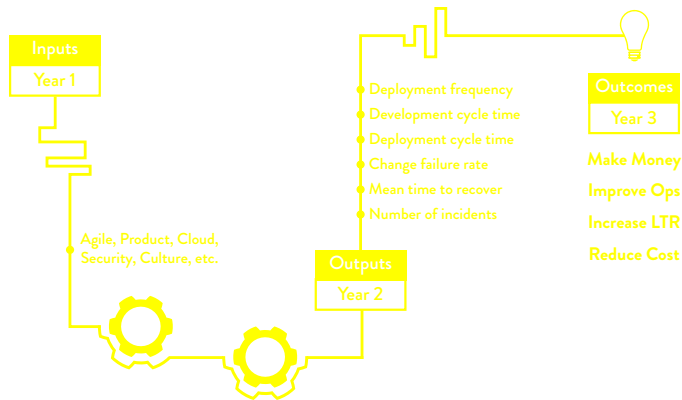 Inputs
Year 1
Agile, Product, Cloud,
Security, Culture, etc.
Outputs
Year 2
Deployment frequency
Development cycle time
Deployment cycle time
Change failure rate
Mean time to recover
Number of incidents
Outcomes
Year 3
Make Money
Improve Ops
Increase LTR
Reduce Cost